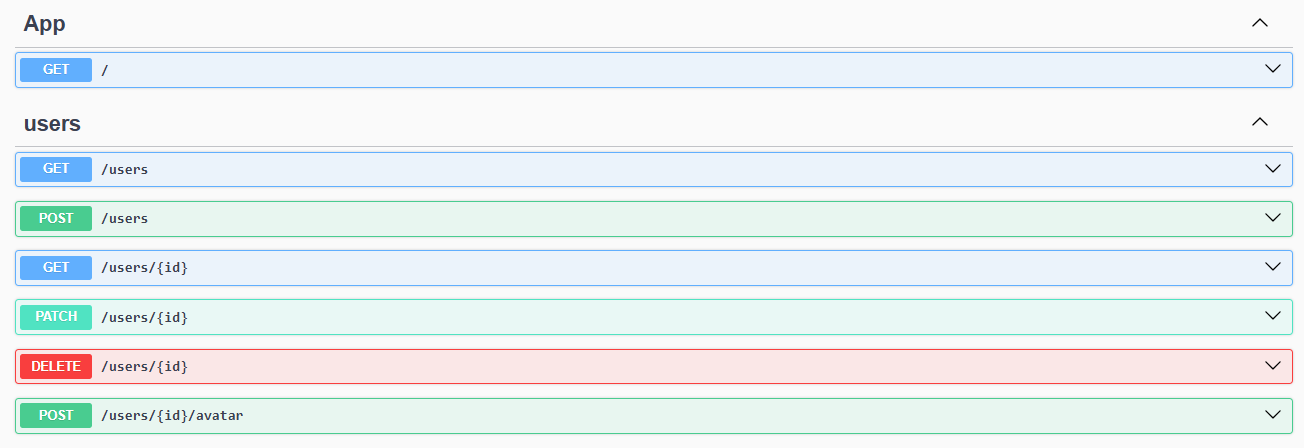 App
GET /
users
GET /users
POST /users
GET /users/{id}
PATCH /users/{id}
DELETE /users/{id}
POST /users/{id}/avatar